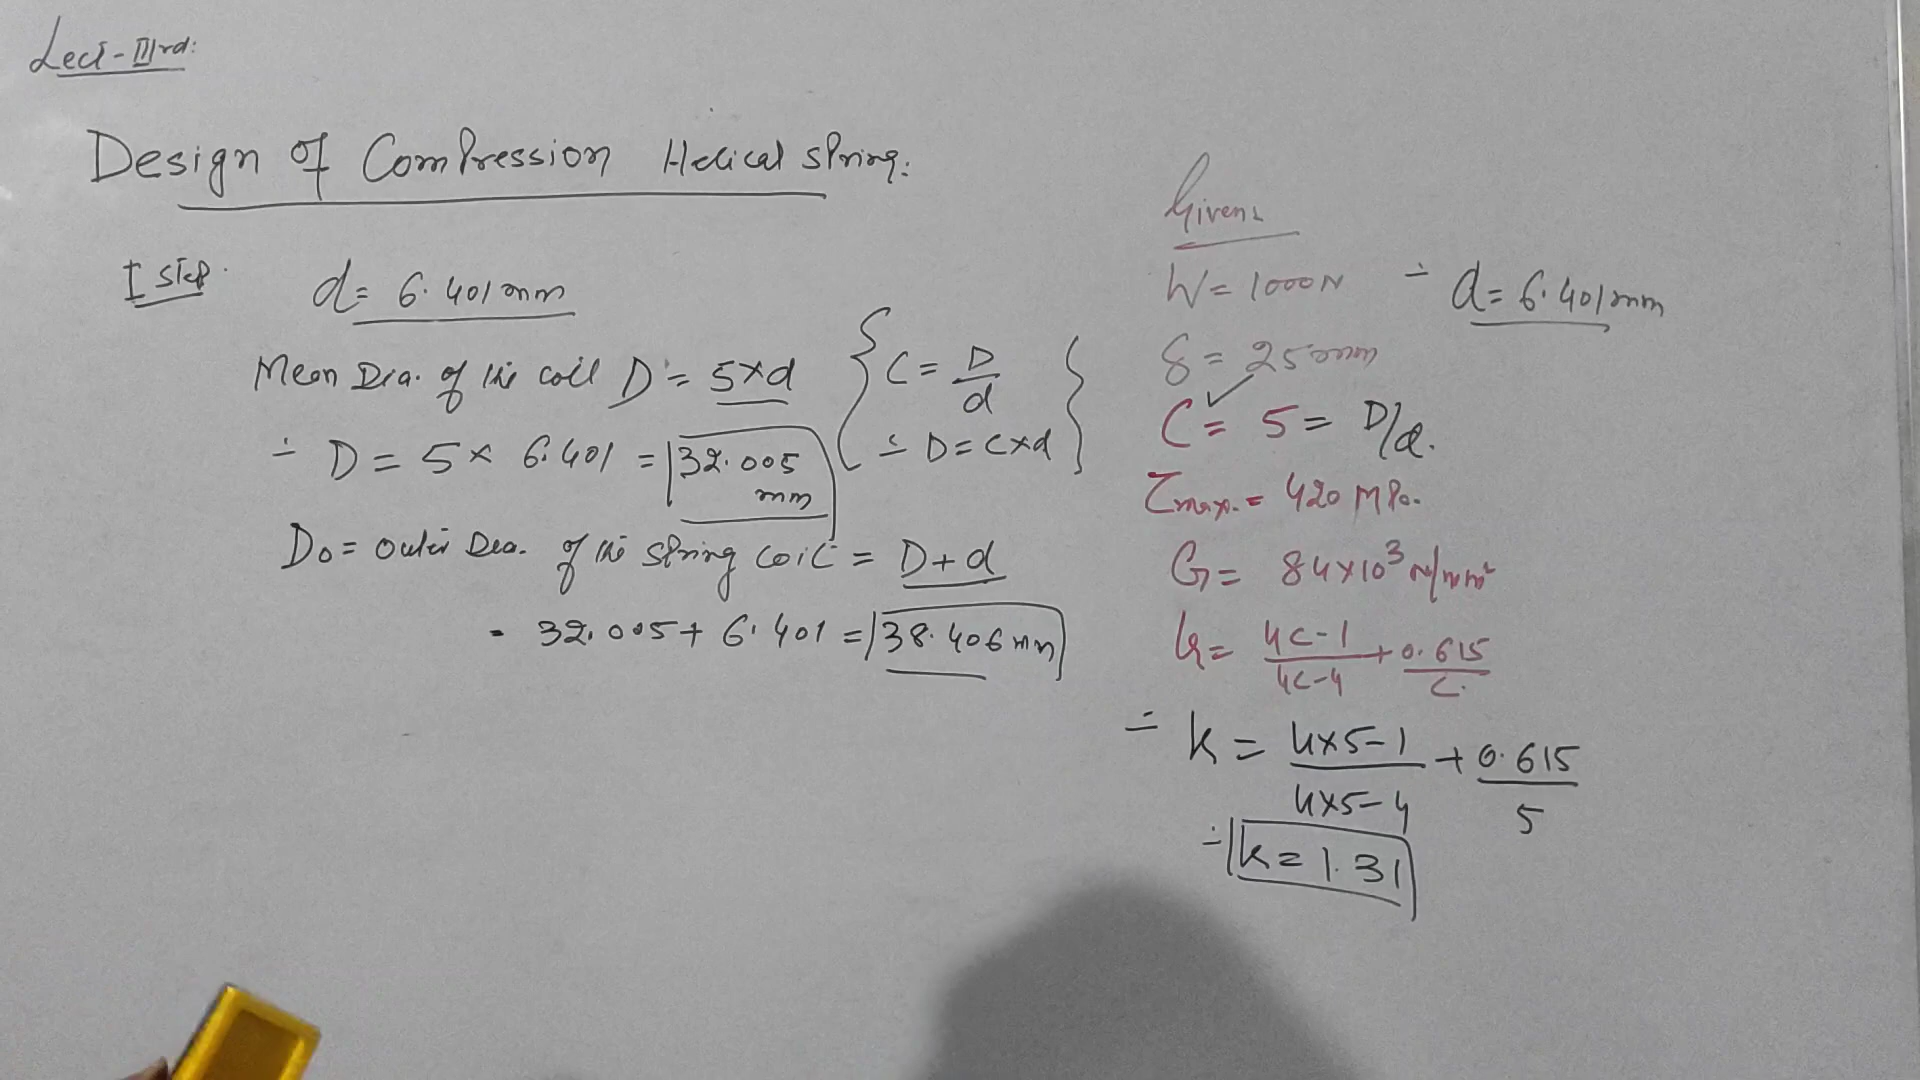 Lect-IIIrd:
Design of Compression Helical spring:
I step.
d = 6.401 mm
Mean Dia. of the coil D = 5×d { C = D/d
∴ D = C×d }
∴ D = 5 × 6.401 = 32.005 mm
Do = outer Dia. of the spring coil = D+d
= 32.005 + 6.401 = 38.406 mm
Given:
W = 1000 N ∴ d = 6.401 mm
δ = 25 mm
C = 5 = D/d.
τmax. = 420 MPa.
G = 84×10³ N/mm²
k = 4C-1/4C-4 + 0.615/C.
∴ k = 4×5-1/4×5-4 + 0.615/5
∴ k = 1.31